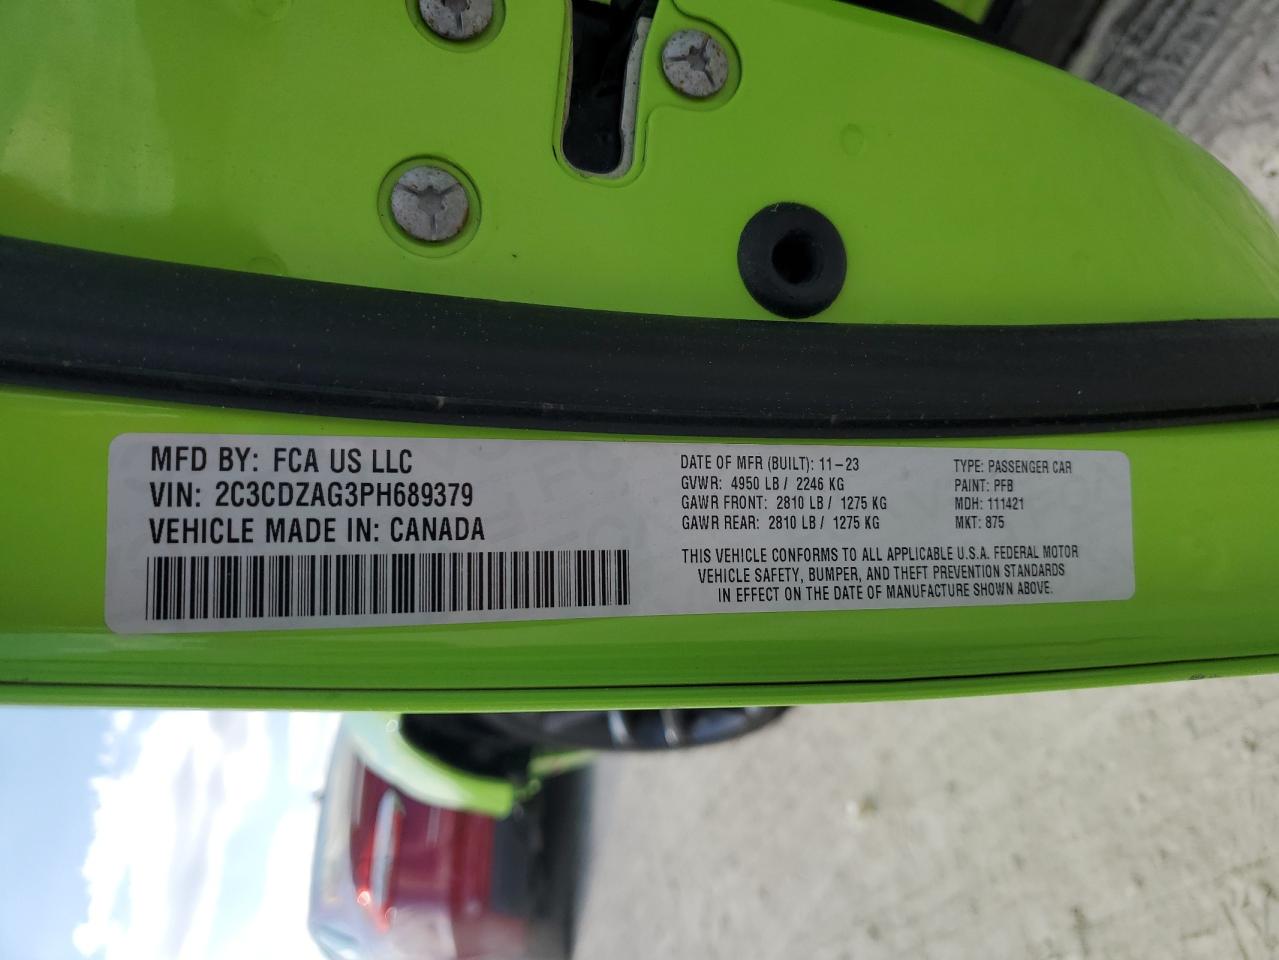 MFD BY: FCA US LLC
VIN: 2C3CDZAG3PH689379
VEHICLE MADE IN: CANADA
DATE OF MFR (BUILT): 11-23
GVWR: 4950 LB / 2246 KG
GAWR FRONT: 2810 LB / 1275 KG
GAWR REAR: 2810 LB / 1275 KG
TYPE: PASSENGER CAR
PAINT: PFB
MDH: 111421
MKT: 875
THIS VEHICLE CONFORMS TO ALL APPLICABLE U.S.A. FEDERAL MOTOR
VEHICLE SAFETY, BUMPER, AND THEFT PREVENTION STANDARDS
IN EFFECT ON THE DATE OF MANUFACTURE SHOWN ABOVE.